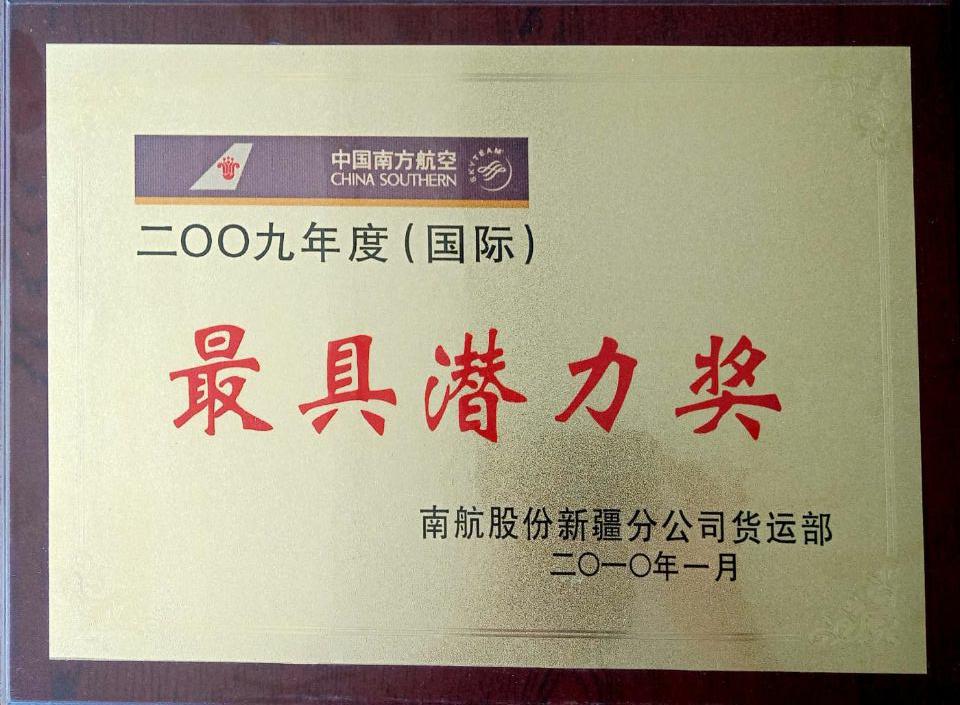 中国南方航空
CHINA SOUTHERN
SKYTEAM
二〇〇九年度(国际)
最具潜力奖
南航股份新疆分公司货运部
二〇一〇年一月